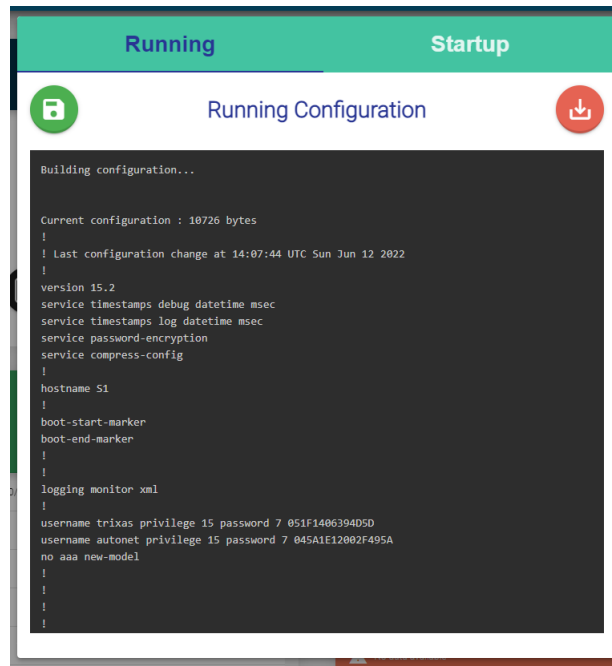 Running Startup
Running Configuration
Building configuration...
Current configuration : 10726 bytes
!
! Last configuration change at 14:07:44 UTC Sun Jun 12 2022
!
version 15.2
service timestamps debug datetime msec
service timestamps log datetime msec
service password-encryption
service compress-config
!
hostname S1
!
boot-start-marker
boot-end-marker
!
!
logging monitor xml
!
username trixas privilege 15 password 7 051F1406394D5D
username autonet privilege 15 password 7 045A1E12002F495A
no aaa new-model
!
!
!
!